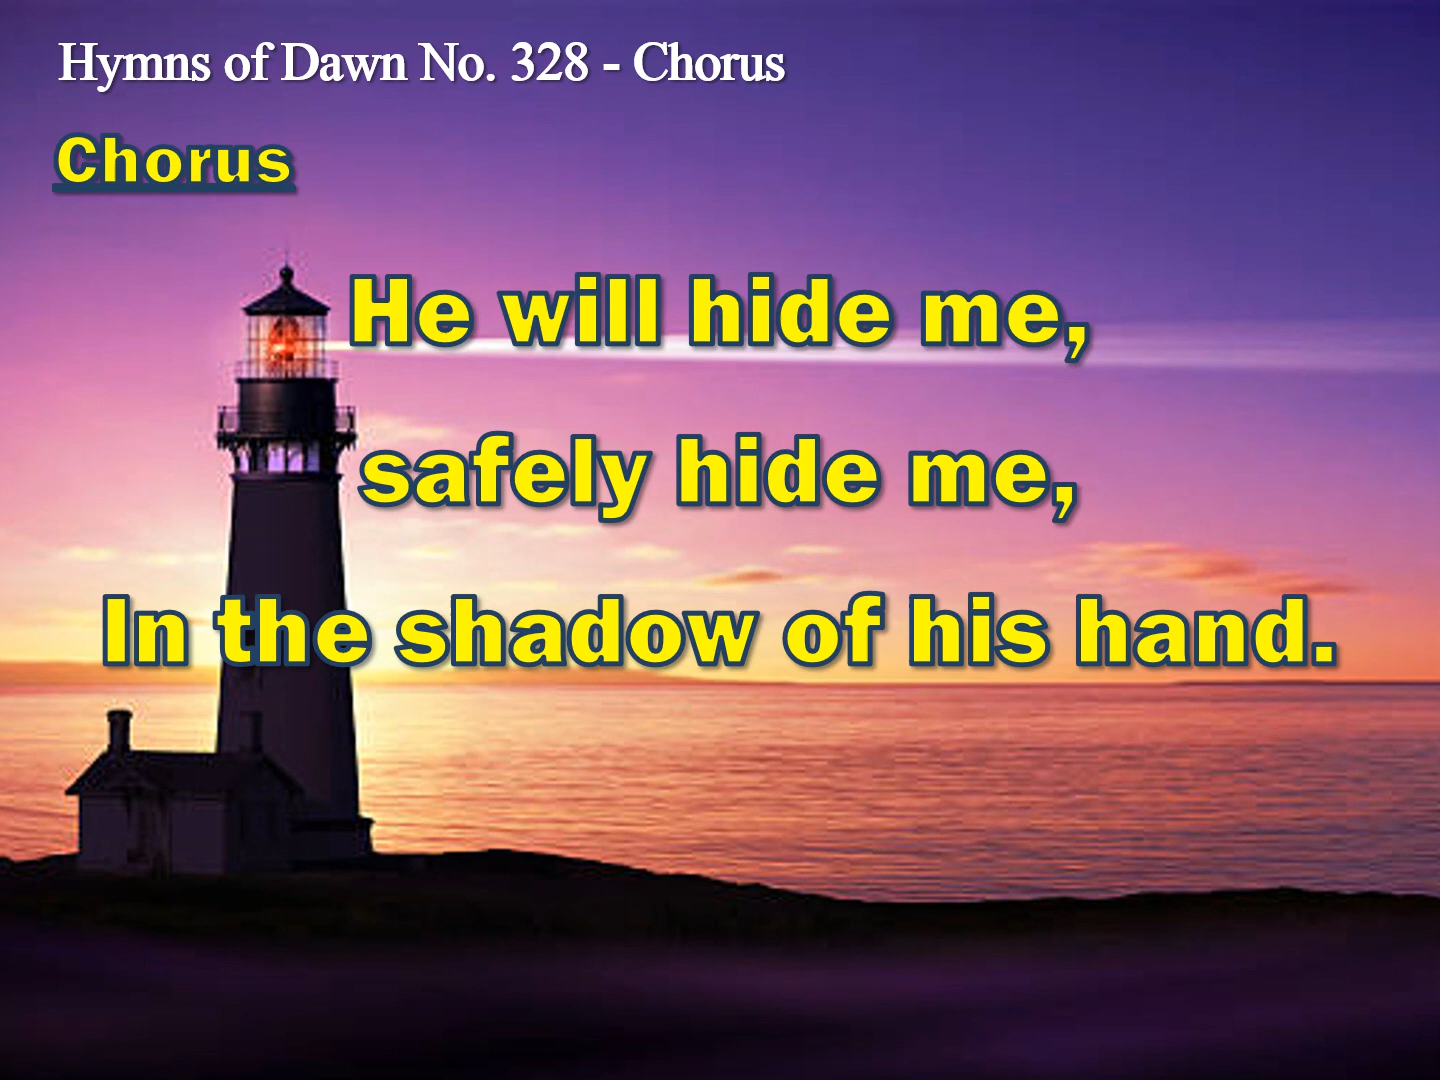 Hymns of Dawn No. 328 - Chorus
Chorus
He will hide me,
safely hide me,
In the shadow of his hand.